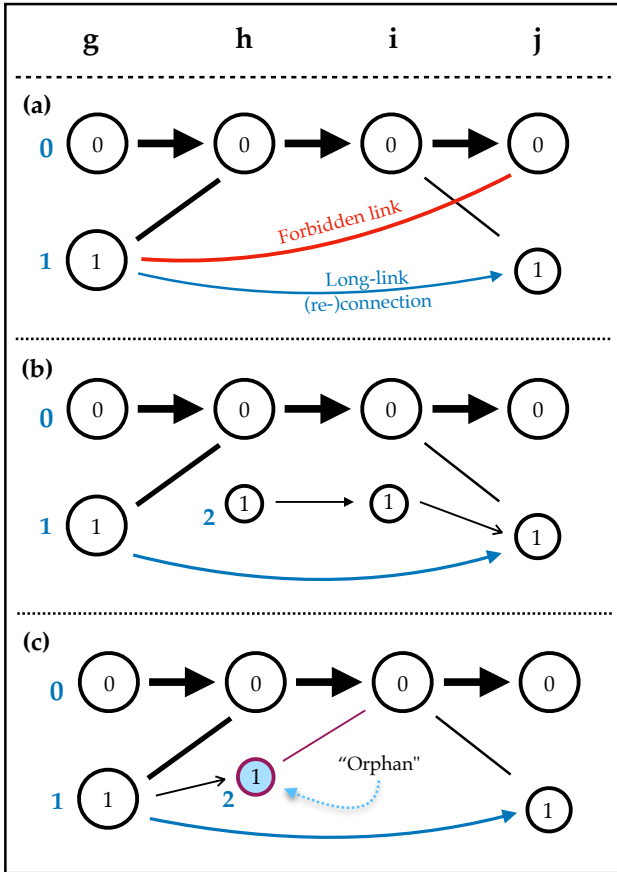 g h i j
(a)
0 0 0 0 0
Forbidden link
1 1
Long-link
(re-)connection
1
(b)
0 0 0 0 0
2 1 1
1 1
1
(c)
0 0 0 0 0
“Orphan"
1
1 1 2
1